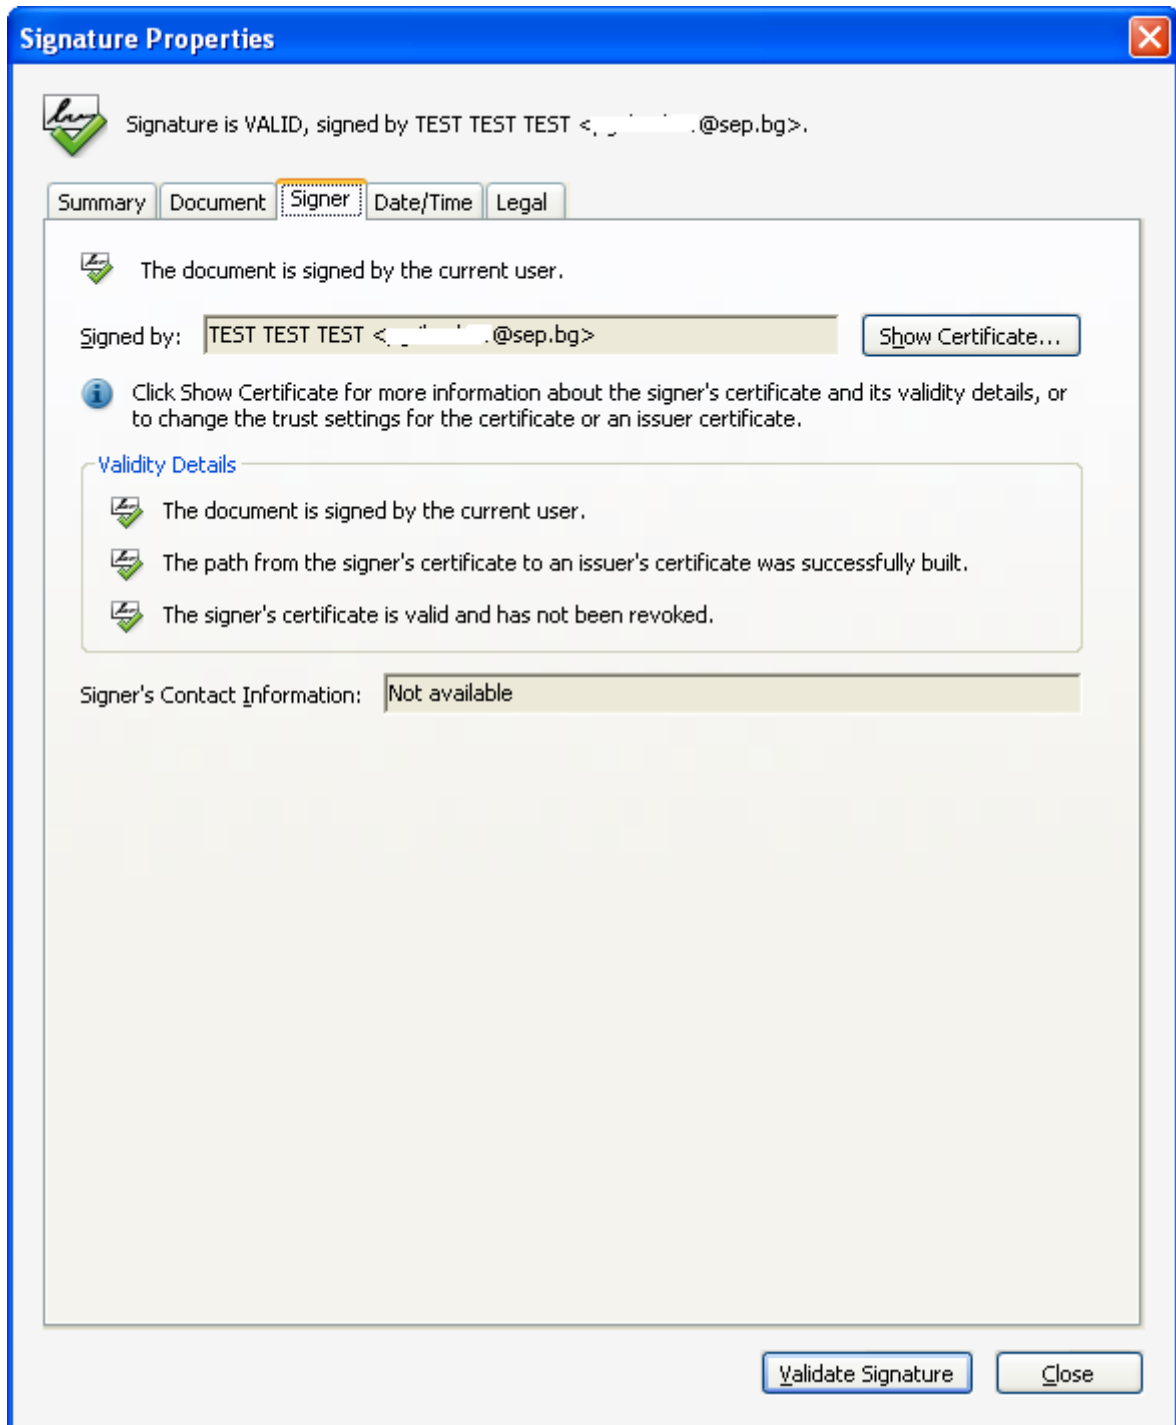 Signature Properties
Signature is VALID, signed by TEST TEST TEST < @sep.bg>.
Summary Document Signer Date/Time Legal
The document is signed by the current user.
Signed by: TEST TEST TEST < @sep.bg> Show Certificate...
Click Show Certificate for more information about the signer's certificate and its validity details, or
to change the trust settings for the certificate or an issuer certificate.
Validity Details
The document is signed by the current user.
The path from the signer's certificate to an issuer's certificate was successfully built.
The signer's certificate is valid and has not been revoked.
Signer's Contact Information: Not available
Validate Signature Close